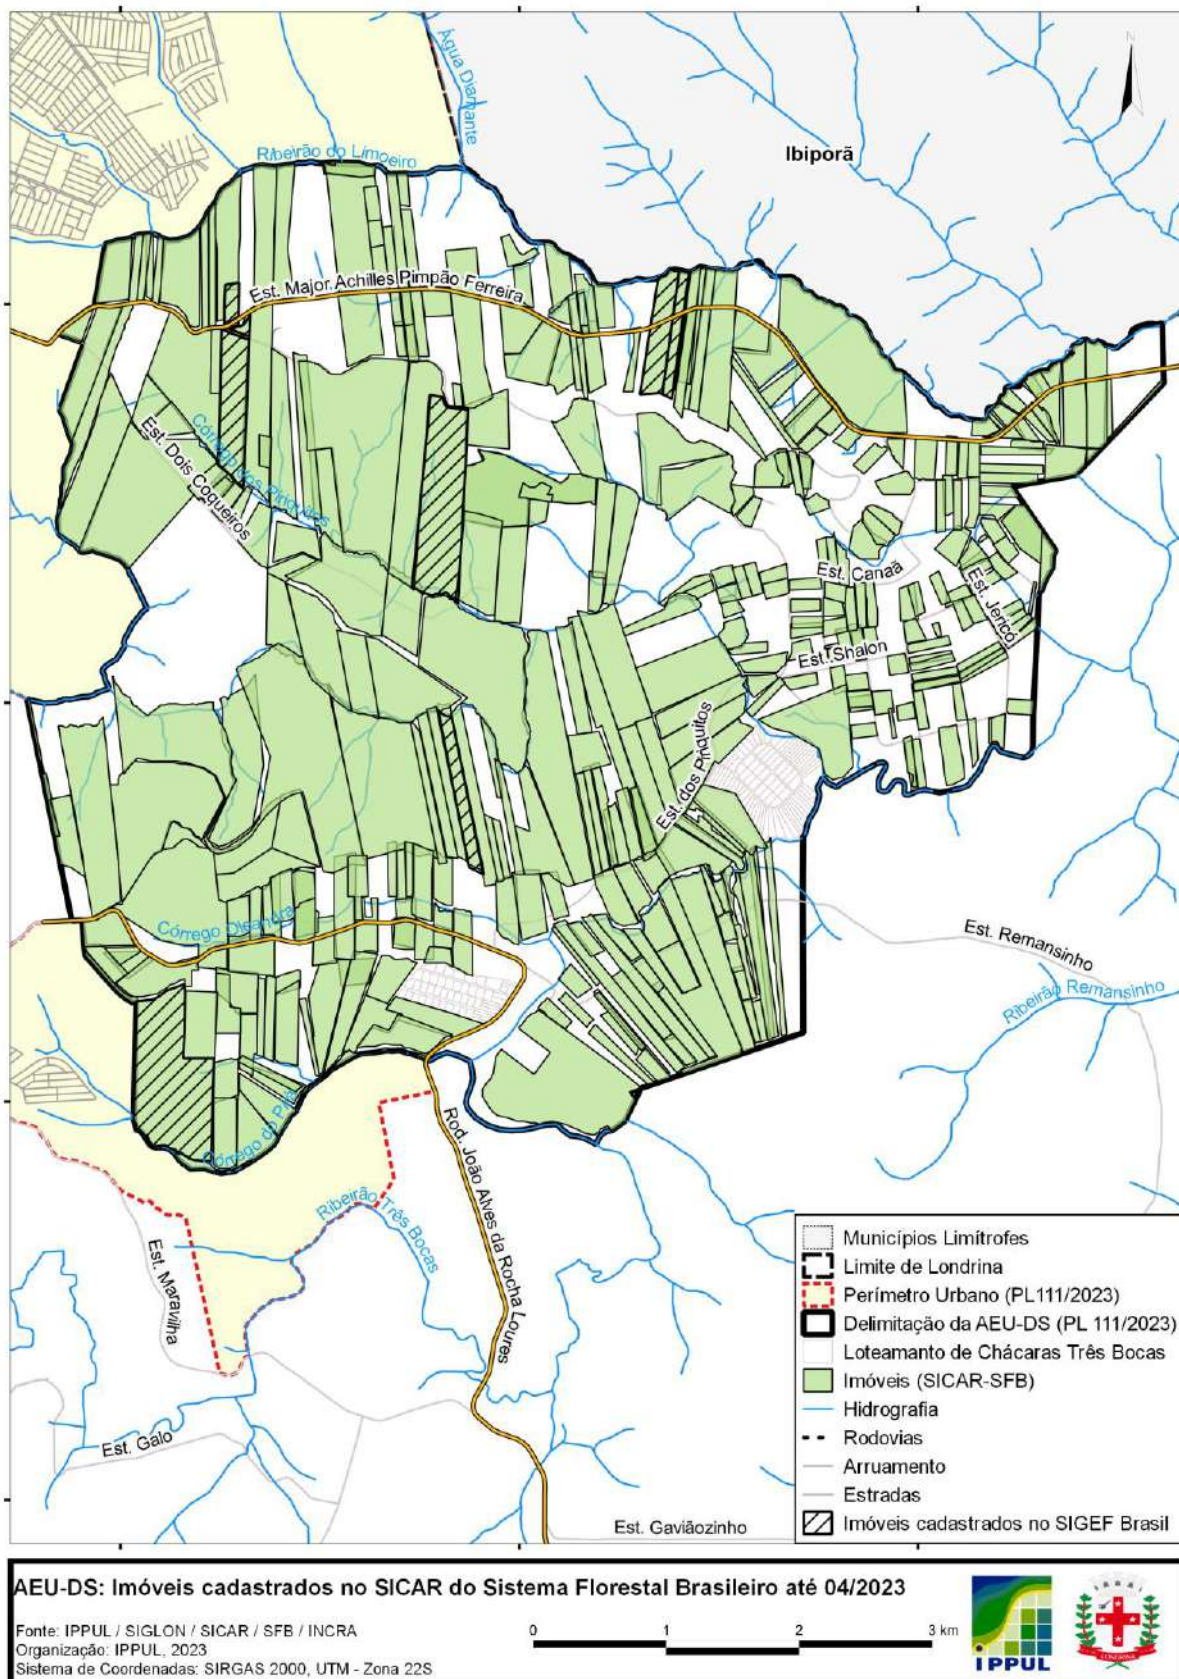 Água Diamante
N
Ribeirão do Limoeiro
Ibiporã
Est. Major Achilles Pimpão Ferreira
Est. Dois Coqueiros
Córrego dos Piriquitos
Est. Canaã
Est. Jericó
Est. Shalon
Est. dos Piriquitos
Córrego Oleandra
Est. Remansinho
Ribeirão Remansinho
Córrego do Pijá
Rod. João Alves da Rocha Loures
Ribeirão Três Bocas
Est. Maravilha
Est. Galo
Est. Gaviãozinho
Municípios Limítrofes
Limite de Londrina
Perímetro Urbano (PL111/2023)
Delimitação da AEU-DS (PL 111/2023)
Loteamanto de Chácaras Três Bocas
Imóveis (SICAR-SFB)
Hidrografia
Rodovias
Arruamento
Estradas
Imóveis cadastrados no SIGEF Brasil
AEU-DS: Imóveis cadastrados no SICAR do Sistema Florestal Brasileiro até 04/2023
Fonte: IPPUL / SIGLON / SICAR / SFB / INCRA
Organização: IPPUL, 2023
Sistema de Coordenadas: SIRGAS 2000, UTM - Zona 22S
0 1 2 3 km
IPPUL
LONDRINA